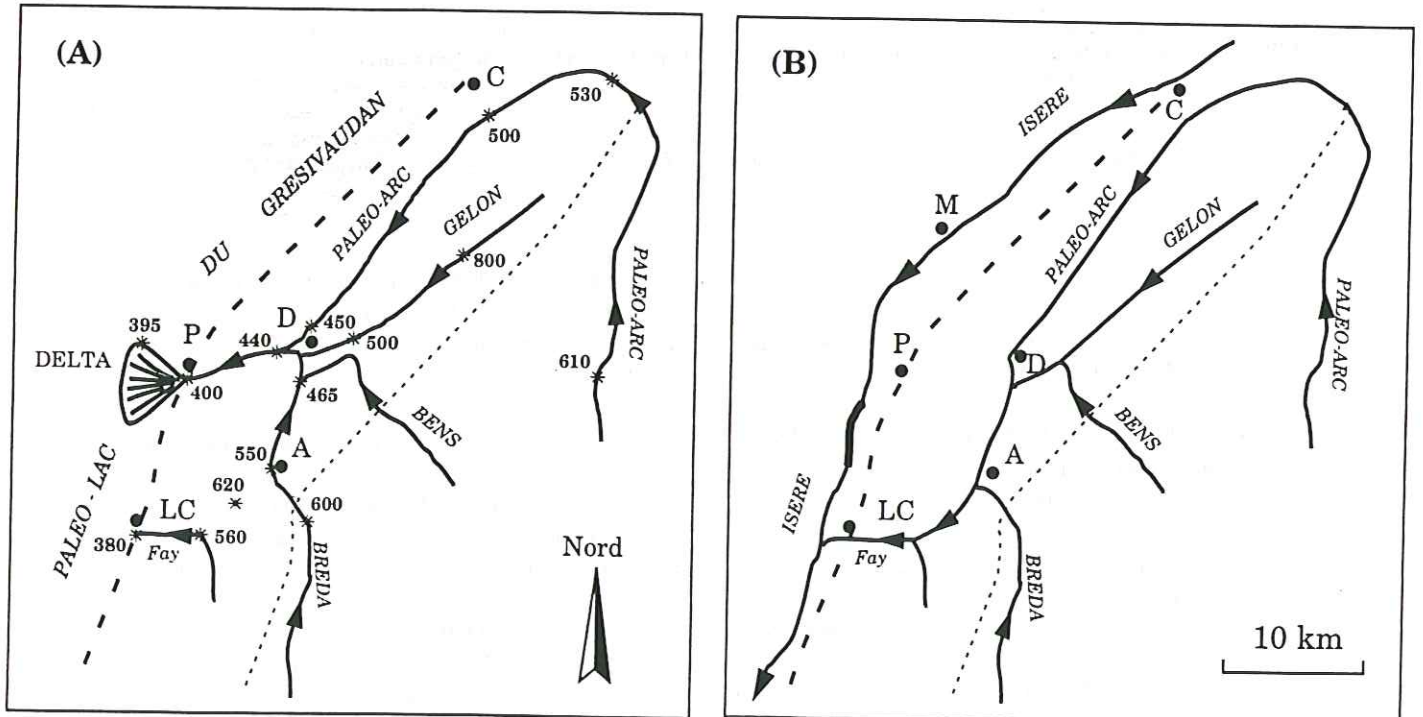 (A)
C
530
500
GRESIVAUDAN
DU
PALEO-ARC
GELON
800
PALEO-ARC
395
P
D
450
440
500
DELTA
400
465
610
BENS
550
A
620
600
PALEO - LAC
LC
380
Fay
560
BREDA
Nord
(B)
ISERE
C
M
PALEO-ARC
GELON
PALEO-ARC
P
D
BENS
A
ISERE
LC
Fay
BREDA
10 km